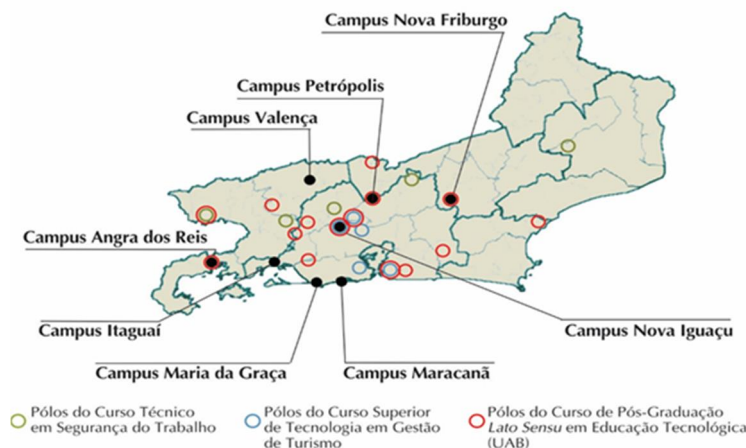 Campus Nova Friburgo
Campus Petrópolis
Campus Valença
Campus Angra dos Reis
Campus Itaguaí
Campus Nova Iguaçu
Campus Maria da Graça
Campus Maracanã
Pólos do Curso Técnico
em Segurança do Trabalho
Pólos do Curso Superior
de Tecnologia em Gestão
de Turismo
Pólos do Curso de Pós-Graduação
Lato Sensu em Educação Tecnológica
(UAB)